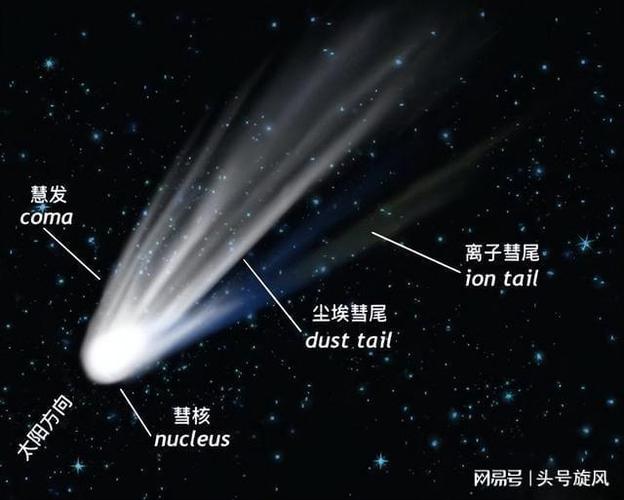 慧发
coma
离子彗尾
ion tail
尘埃彗尾
dust tail
彗核
nucleus
太阳方向
网易号 | 头号旋风